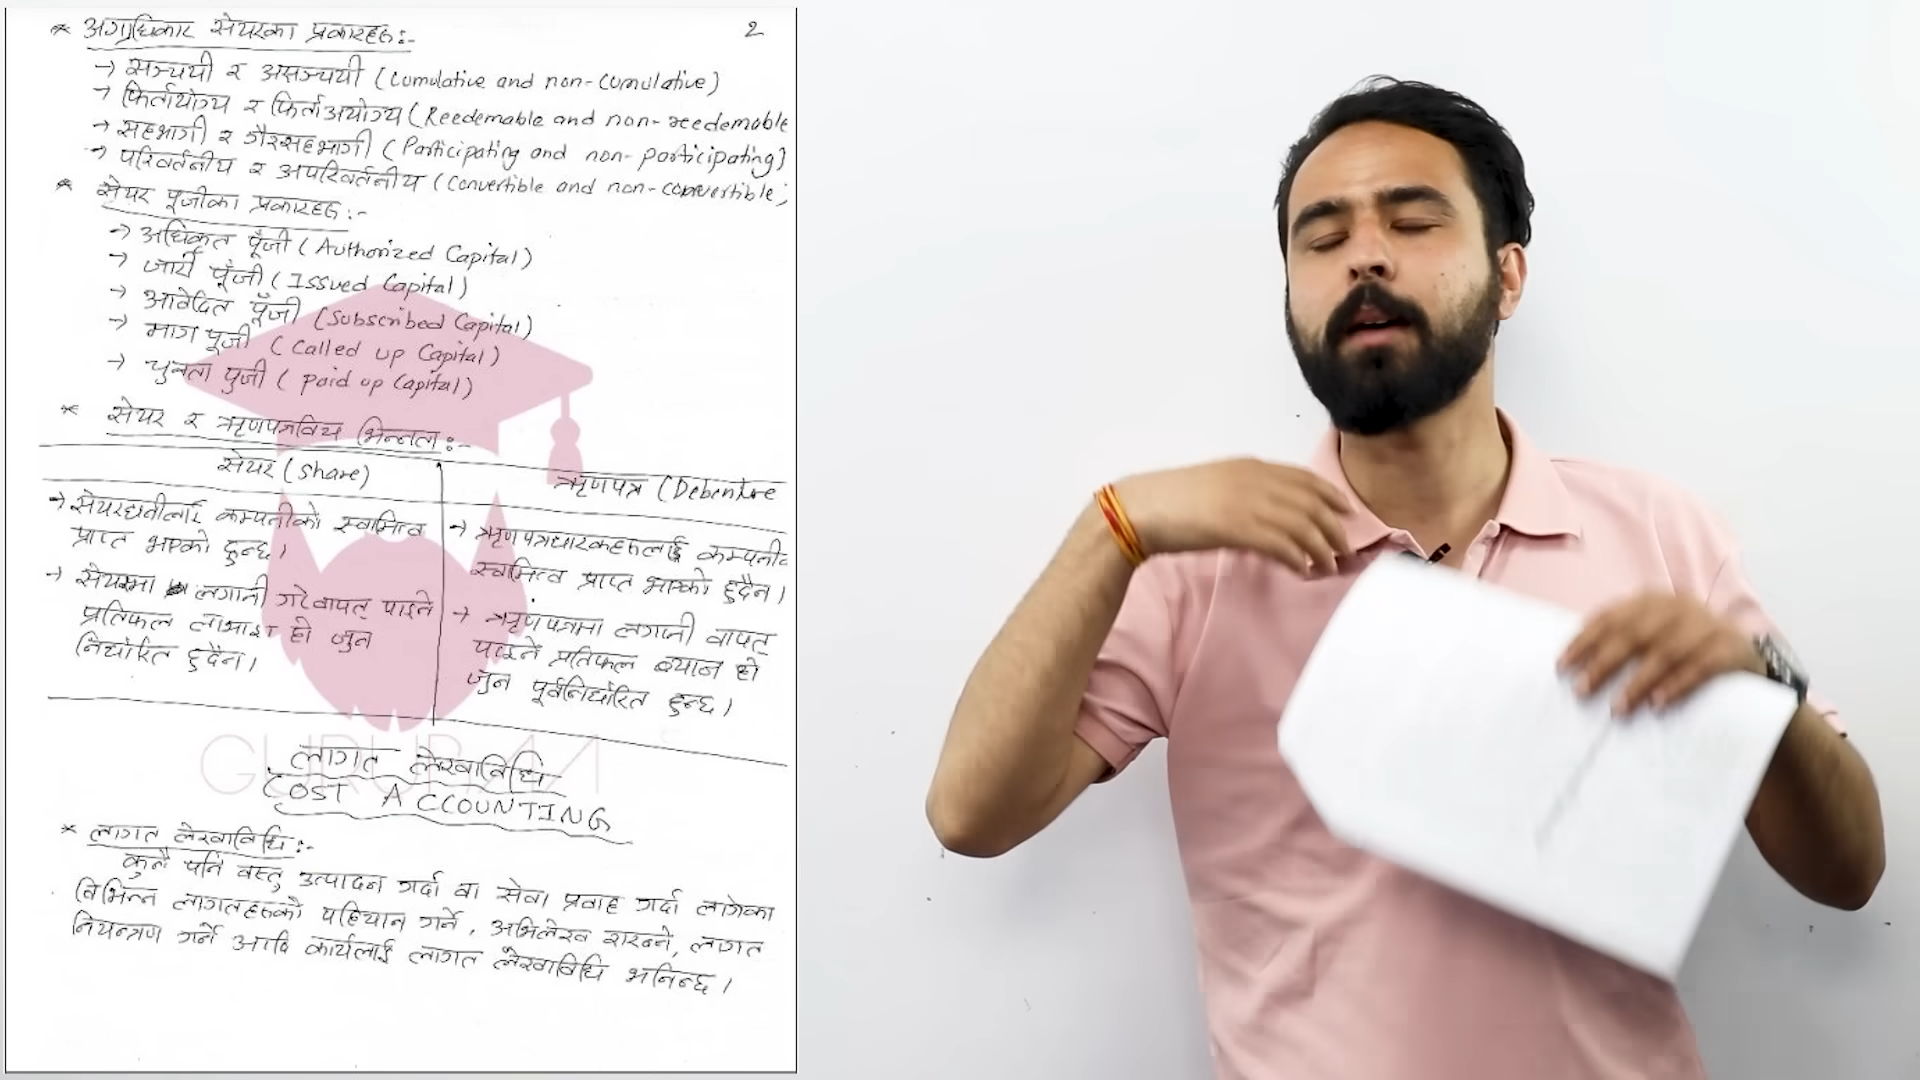 2
* अग्राधिकार सेयरका प्रकारहरु :-
→ सञ्चयी र असञ्चयी (Cumulative and non-cumulative)
→ फिर्तायोग्य र फिर्ताअयोग्य (Reedemable and non-reedemable
→ सहभागी र गैरसहभागी (Participating and non-participating)
→ परिवर्तनीय र अपरिवर्तनीय (Convertible and non-convertible)
* सेयर पूजीका प्रकारहरु :-
→ अधिकृत पूँजी (Authorized Capital)
→ जारी पूँजी (Issued Capital)
→ आवेदित पूँजी (Subscribed Capital)
→ माग पूजी (Called up Capital)
→ चुक्ता पुजी (Paid up Capital)
* सेयर र ऋणपत्रविच भिन्नता :-
सेयर (Share)
ऋणपत्र (Debenture
→ सेयरधनीलाई कम्पनीको स्वामित्व
प्राप्त भएको हुन्छ।
→ सेयरमा लगानी गरेवापत् पाइने
प्रतिफल लाभांश हो जुन
निर्धारित हुदैन।
→ ऋणपत्रधारकहरुलाई कम्पनीको
स्वामित्व प्राप्त भएको हुदैन।
→ ऋणपत्रमा लगानी वापत्
पाइने प्रतिफल ब्याज हो
जुन पूर्वनिर्धारित हुन्छ।
GURUBAA
लागत लेखाविधि
COST ACCOUNTING
* लागत लेखाविधि :-
कुनै पनि वस्तु उत्पादन गर्दा वा सेवा प्रवाह गर्दा लागेका
विभिन्न लागतहरुको पहिचान गर्ने, अभिलेख राख्ने, लागत
नियन्त्रण गर्ने आदि कार्यलाई लागत लेखाविधि भनिन्छ।